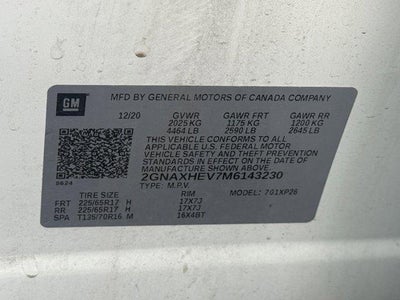 GM MFD BY GENERAL MOTORS OF CANADA COMPANY
12/20 GVWR GAWR FRT GAWR RR
2025 KG 1175 KG 1200 KG
4464 LB 2590 LB 2645 LB
THIS VEHICLE CONFORMS TO ALL
APPLICABLE U.S. FEDERAL MOTOR
VEHICLE SAFETY AND THEFT PREVENTION
STANDARDS IN EFFECT ON THE DATE OF
MANUFACTURE SHOWN ABOVE.
2GNAXHEV7M6143230
TYPE: M.P.V. MODEL: 701XP26
TIRE SIZE RIM
FRT 225/65R17 H 17X7J
RR 225/65R17 H 17X7J
SPA T135/70R16 M 16X4BT